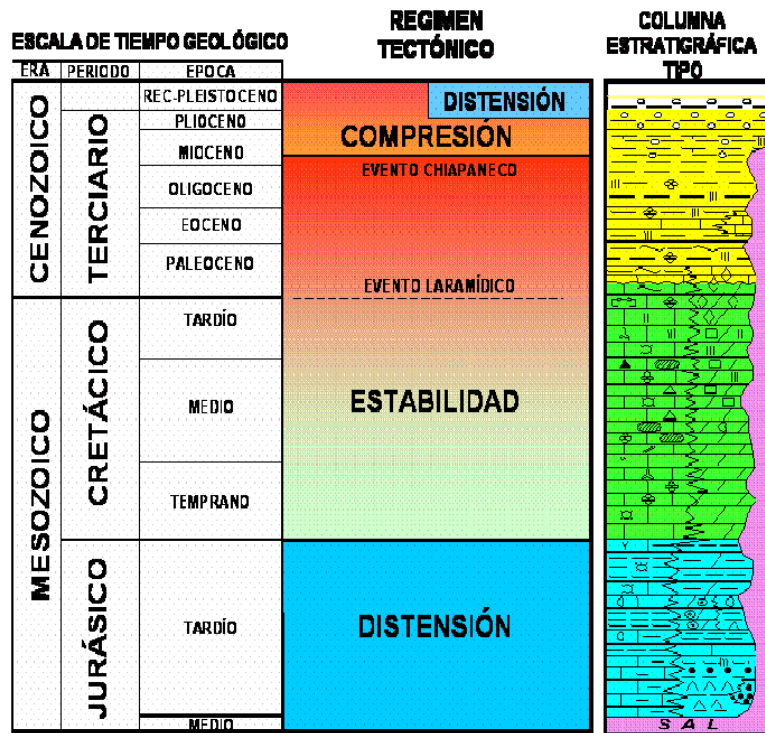 ESCALA DE TIEMPO GEOLÓGICO
ERA PERIODO EPOCA
REGIMEN
TECTÓNICO
COLUMNA
ESTRATIGRÁFICA
TIPO
CENOZOICO
TERCIARIO
REC-PLEISTOCENO
PLIOCENO
MIOCENO
OLIGOCENO
EOCENO
PALEOCENO
MESOZOICO
CRETÁCICO
TARDÍO
MEDIO
TEMPRANO
JURÁSICO
TARDÍO
MEDIO
DISTENSIÓN
COMPRESIÓN
EVENTO CHIAPANECO
EVENTO LARAMÍDICO
ESTABILIDAD
DISTENSIÓN
SAL